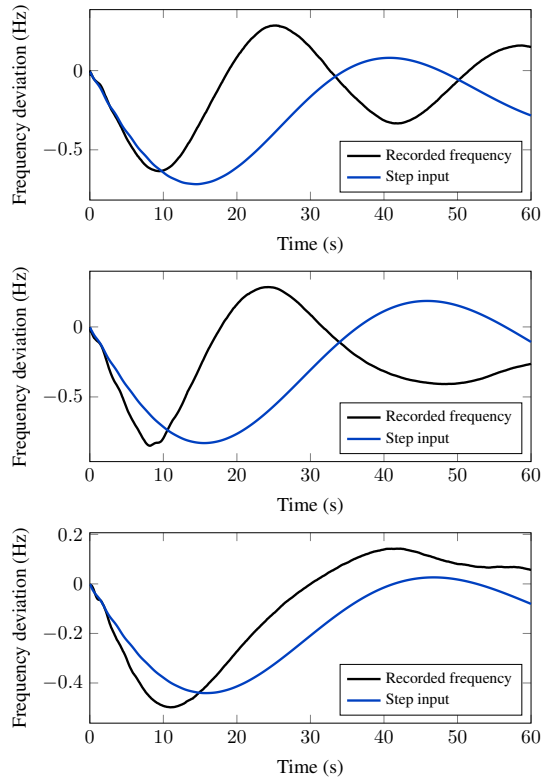 Frequency deviation (Hz)
0
−0.5
Recorded frequency
Step input
0 10 20 30 40 50 60
Time (s)
Frequency deviation (Hz)
0
−0.5
Recorded frequency
Step input
0 10 20 30 40 50 60
Time (s)
Frequency deviation (Hz)
0.2
0
−0.2
−0.4
Recorded frequency
Step input
0 10 20 30 40 50 60
Time (s)